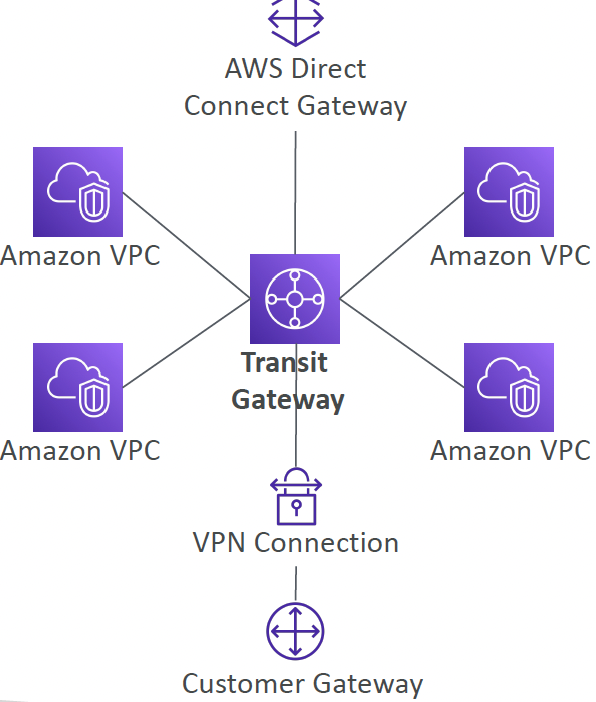 AWS Direct
Connect Gateway
Amazon VPC
Amazon VPC
Transit
Gateway
Amazon VPC
Amazon VPC
VPN Connection
Customer Gateway